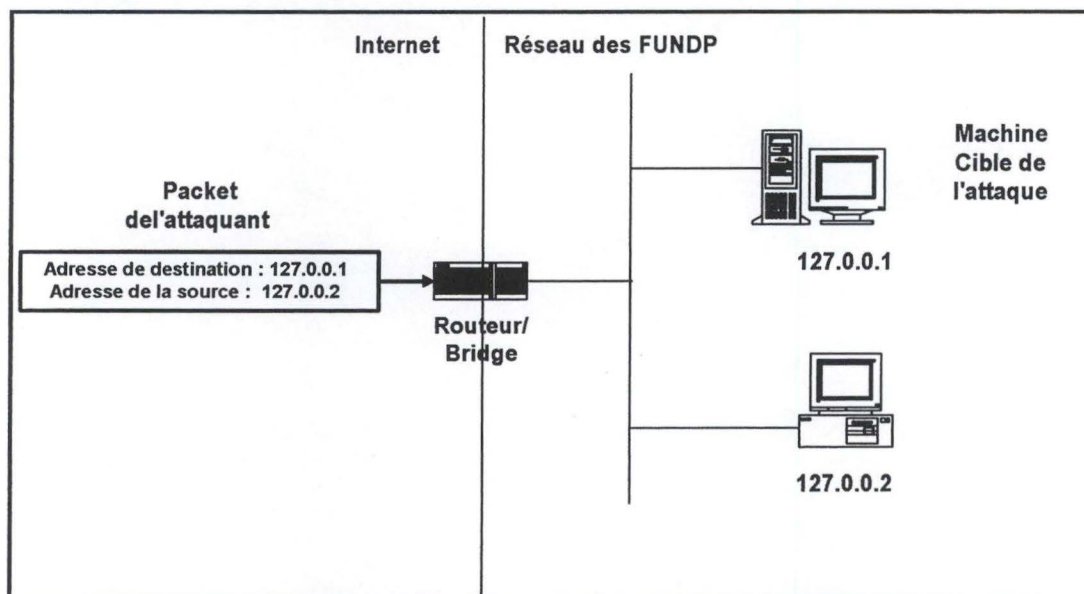 Internet
Réseau des FUNDP
Machine
Cible de
l'attaque
Packet
del'attaquant
127.0.0.1
Adresse de destination : 127.0.0.1
Adresse de la source : 127.0.0.2
Routeur/
Bridge
127.0.0.2